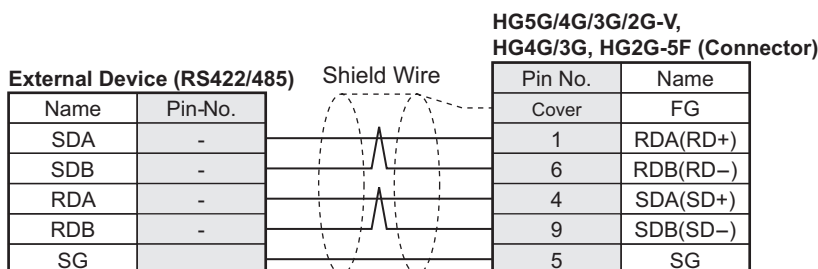 HG5G/4G/3G/2G-V,
HG4G/3G, HG2G-5F (Connector)
External Device (RS422/485)
Shield Wire
Pin No. Name
Name Pin-No.
Cover FG
SDA - 1 RDA(RD+)
SDB - 6 RDB(RD−)
RDA - 4 SDA(SD+)
RDB - 9 SDB(SD−)
SG 5 SG